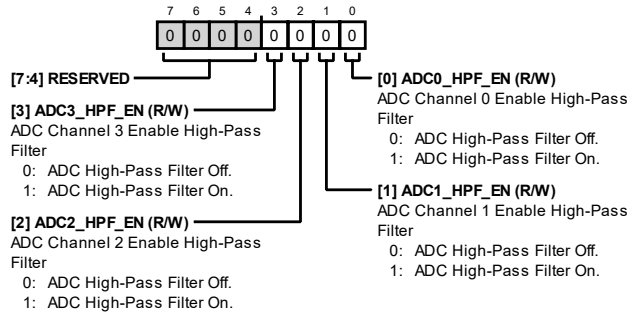 7 6 5 4 3 2 1 0
0 0 0 0 0 0 0 0
[7:4] RESERVED
[3] ADC3_HPF_EN (R/W)
ADC Channel 3 Enable High-Pass
Filter
0: ADC High-Pass Filter Off.
1: ADC High-Pass Filter On.
[2] ADC2_HPF_EN (R/W)
ADC Channel 2 Enable High-Pass
Filter
0: ADC High-Pass Filter Off.
1: ADC High-Pass Filter On.
[0] ADC0_HPF_EN (R/W)
ADC Channel 0 Enable High-Pass
Filter
0: ADC High-Pass Filter Off.
1: ADC High-Pass Filter On.
[1] ADC1_HPF_EN (R/W)
ADC Channel 1 Enable High-Pass
Filter
0: ADC High-Pass Filter Off.
1: ADC High-Pass Filter On.